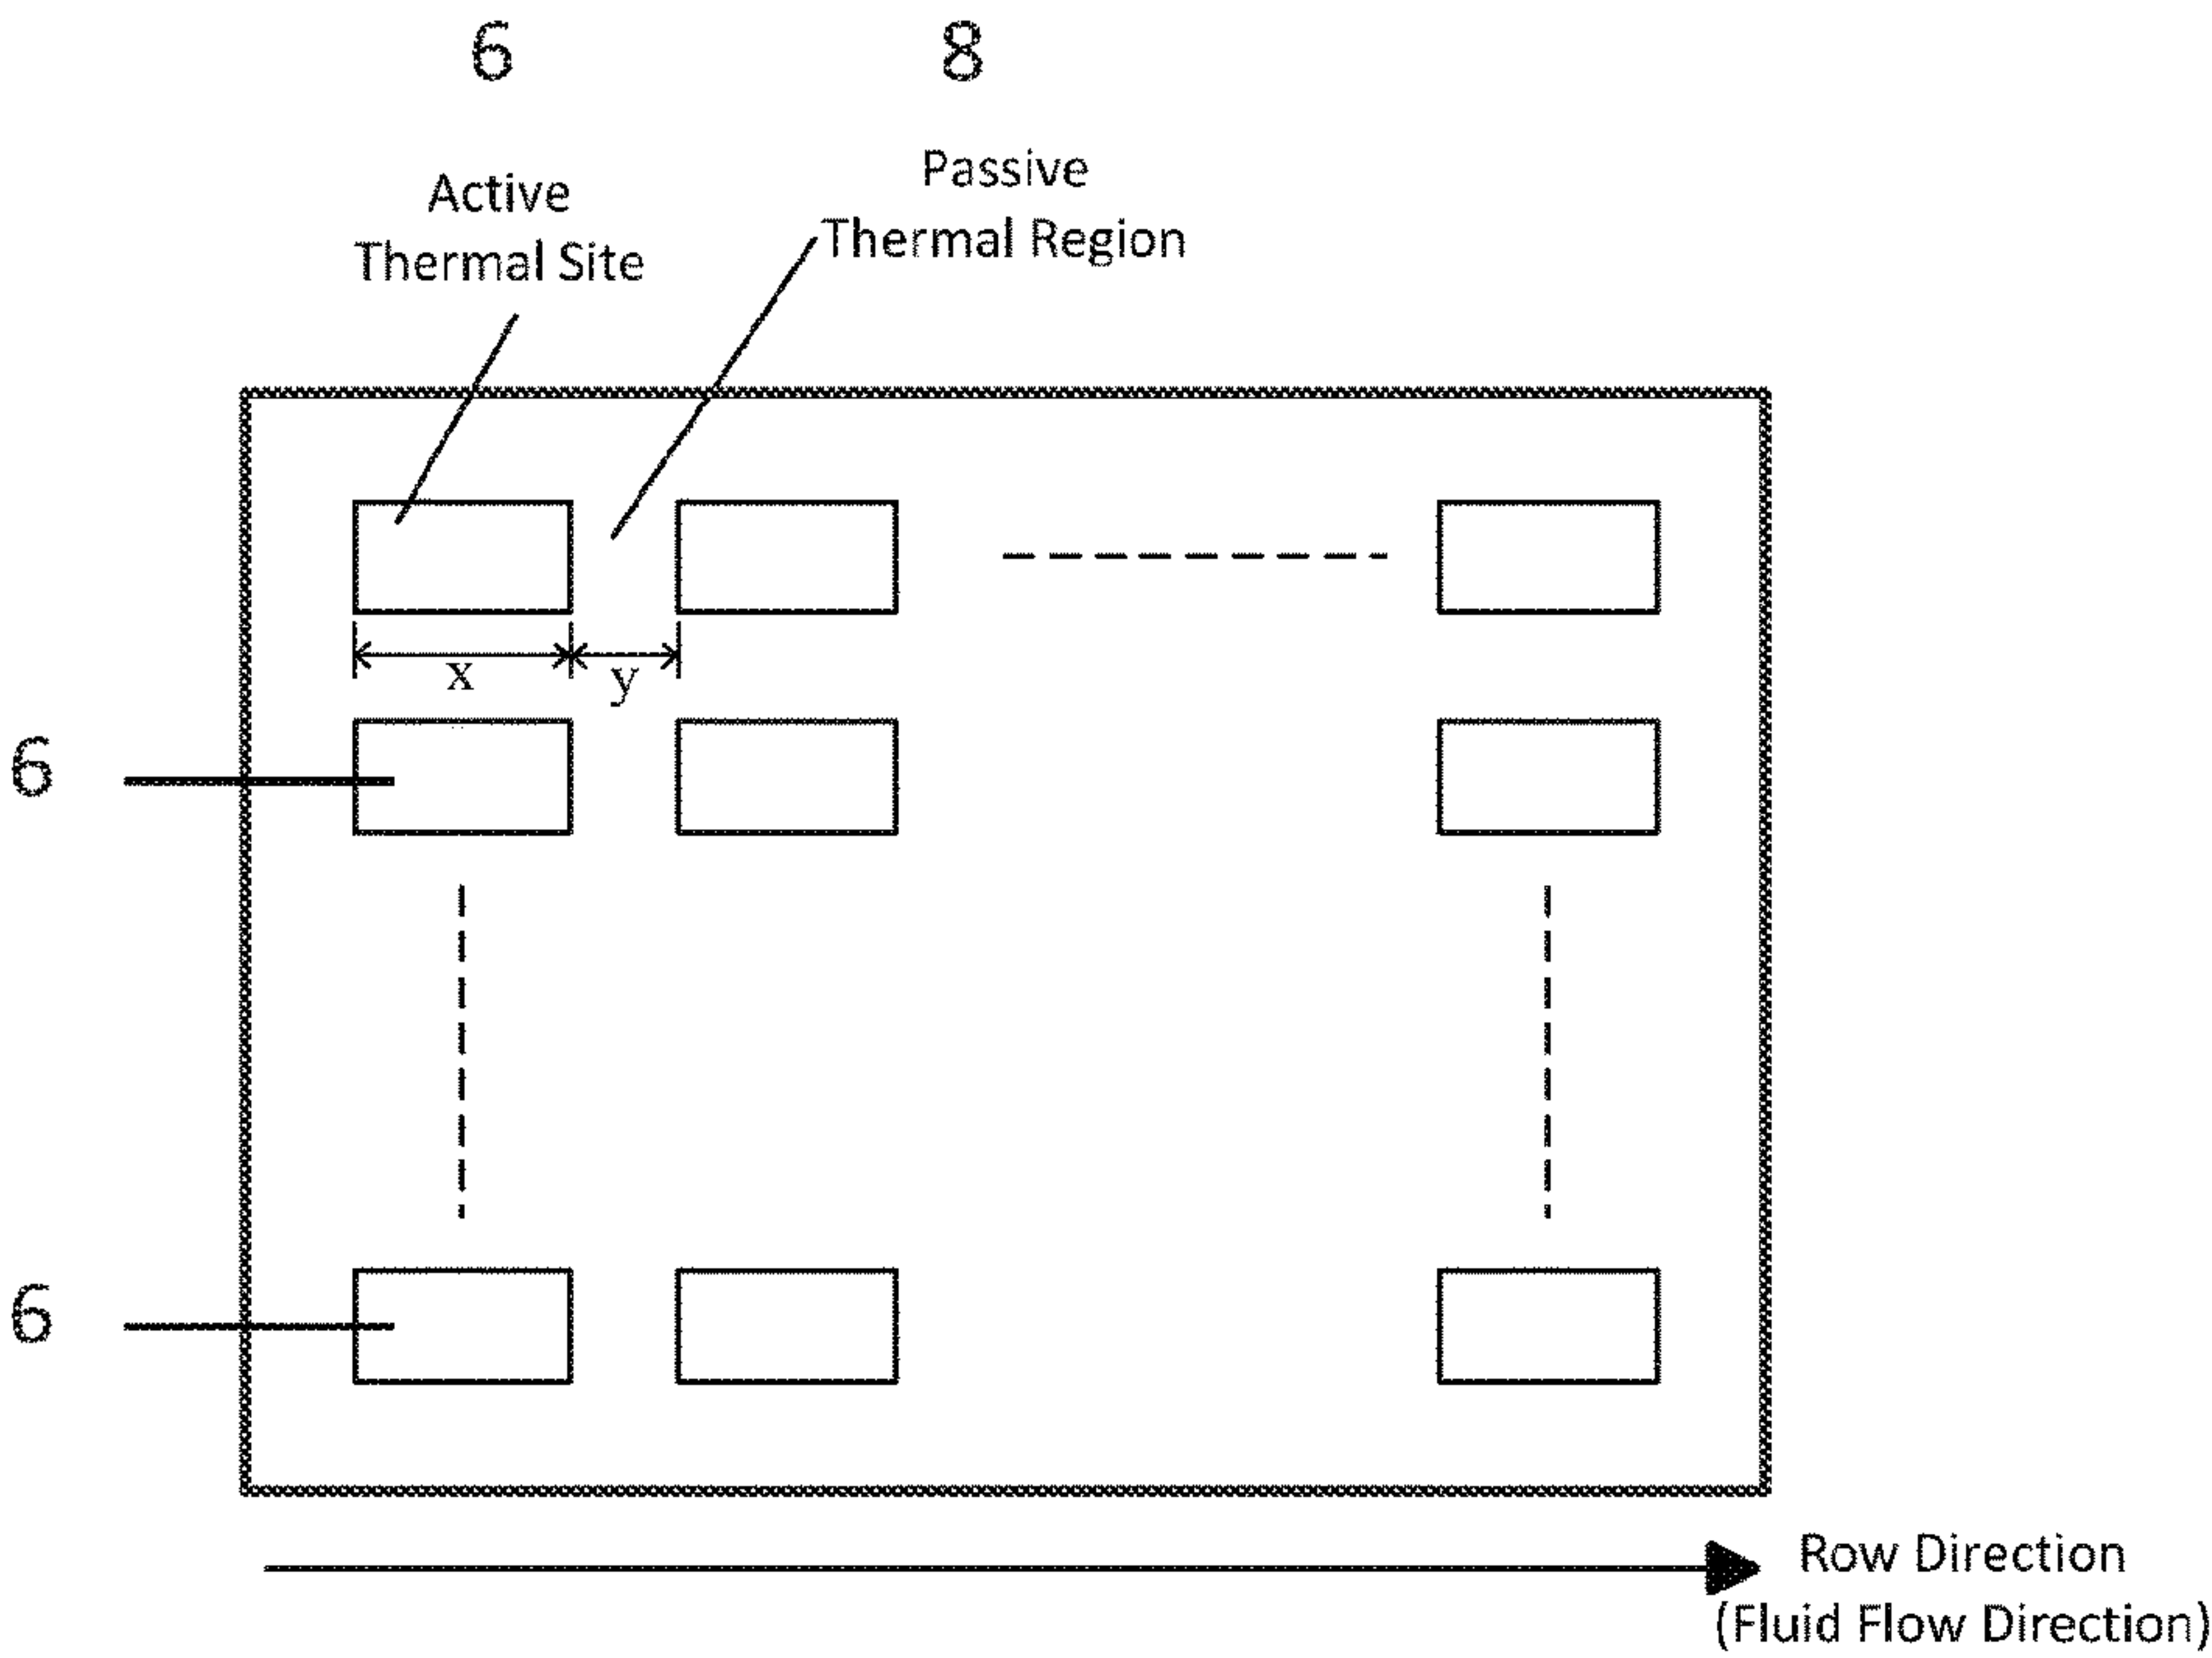 6
8
Active
Thermal Site
Passive
Thermal Region
x
y
6
6
Row Direction
(Fluid Flow Direction)